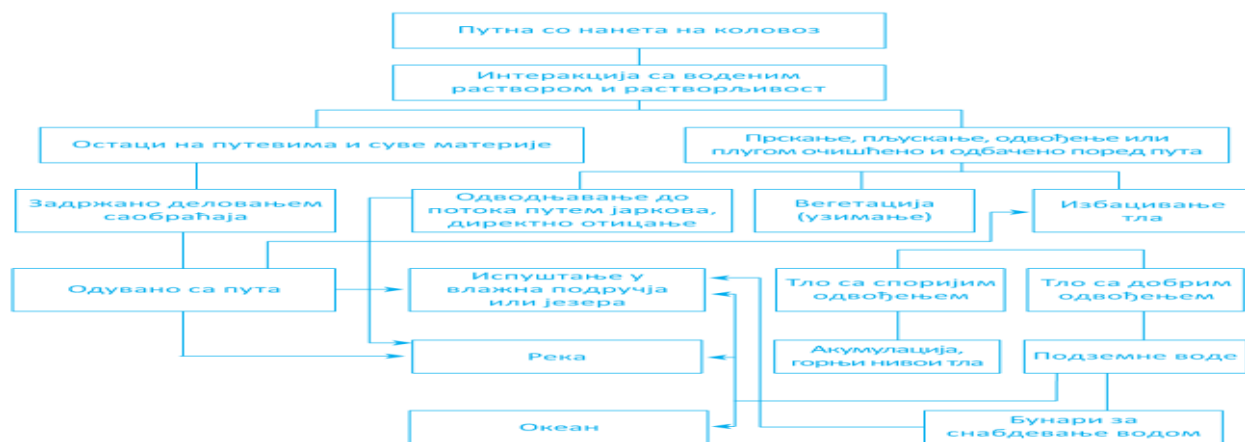 Путна со нанета на коловоз
Интеракција са воденим
раствором и растворљивост
Остаци на путевима и суве материје
Прскање, пљускање, одвођење или
плугом очишћено и одбачено поред пута
Задржано деловањем
саобраћаја
Одводњавање до
потока путем јаркова,
директно отицање
Вегетација
(узимање)
Избацивање
тла
Одувано са пута
Испуштање у
влажна подручја
или језера
Тло са споријим
одвођењем
Тло са добрим
одвођењем
Река
Акумулација,
горњи нивои тла
Подземне воде
Океан
Бунари за
снабдевање водом